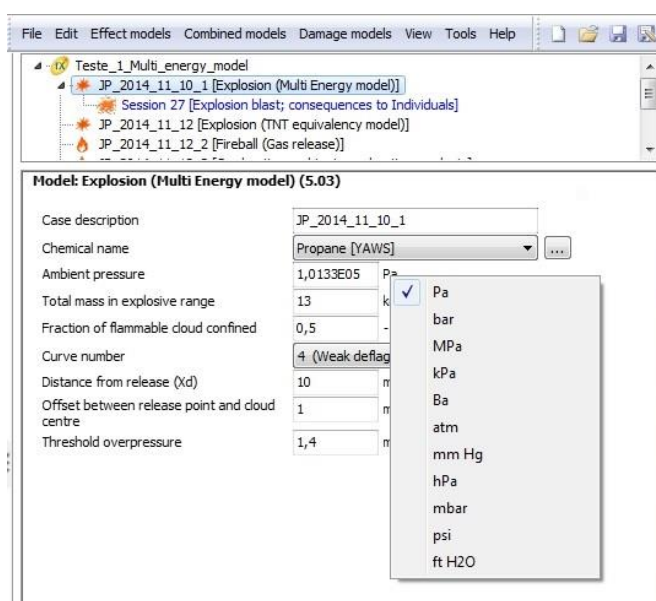 File Edit Effect models Combined models Damage models View Tools Help
Teste_1_Multi_energy_model
JP_2014_11_10_1 [Explosion (Multi Energy model)]
Session 27 [Explosion blast; consequences to Individuals]
JP_2014_11_12 [Explosion (TNT equivalency model)]
JP_2014_11_12_2 [Fireball (Gas release)]
Model: Explosion (Multi Energy model) (5.03)
Case description JP_2014_11_10_1
Chemical name Propane [YAWS] ...
Ambient pressure 1,0133E05 Pa
Total mass in explosive range 13 k
Fraction of flammable cloud confined 0,5 -
Curve number 4 (Weak deflag
Distance from release (Xd) 10 m
Offset between release point and cloud
centre 1 m
Threshold overpressure 1,4 m
Pa
bar
MPa
kPa
Ba
atm
mm Hg
hPa
mbar
psi
ft H2O